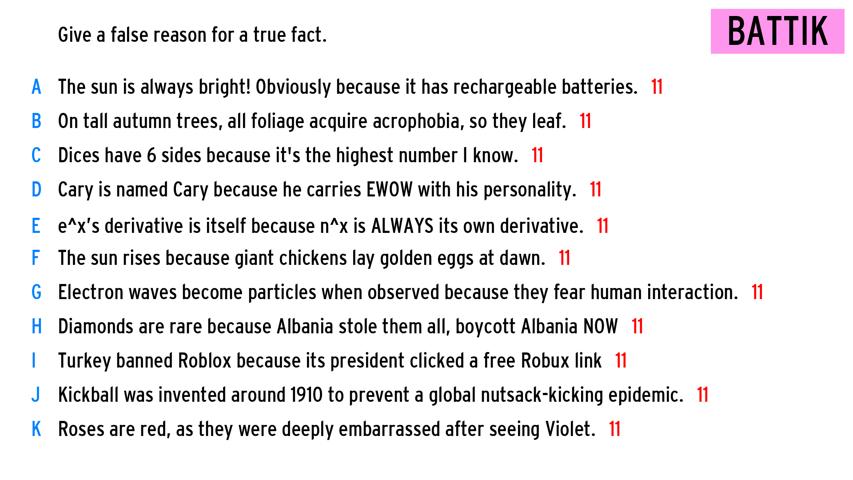 Give a false reason for a true fact.
BATTIK
A The sun is always bright! Obviously because it has rechargeable batteries. 11
B On tall autumn trees, all foliage acquire acrophobia, so they leaf. 11
C Dices have 6 sides because it's the highest number I know. 11
D Cary is named Cary because he carries EWOW with his personality. 11
E e^x’s derivative is itself because n^x is ALWAYS its own derivative. 11
F The sun rises because giant chickens lay golden eggs at dawn. 11
G Electron waves become particles when observed because they fear human interaction. 11
H Diamonds are rare because Albania stole them all, boycott Albania NOW 11
I Turkey banned Roblox because its president clicked a free Robux link 11
J Kickball was invented around 1910 to prevent a global nutsack-kicking epidemic. 11
K Roses are red, as they were deeply embarrassed after seeing Violet. 11